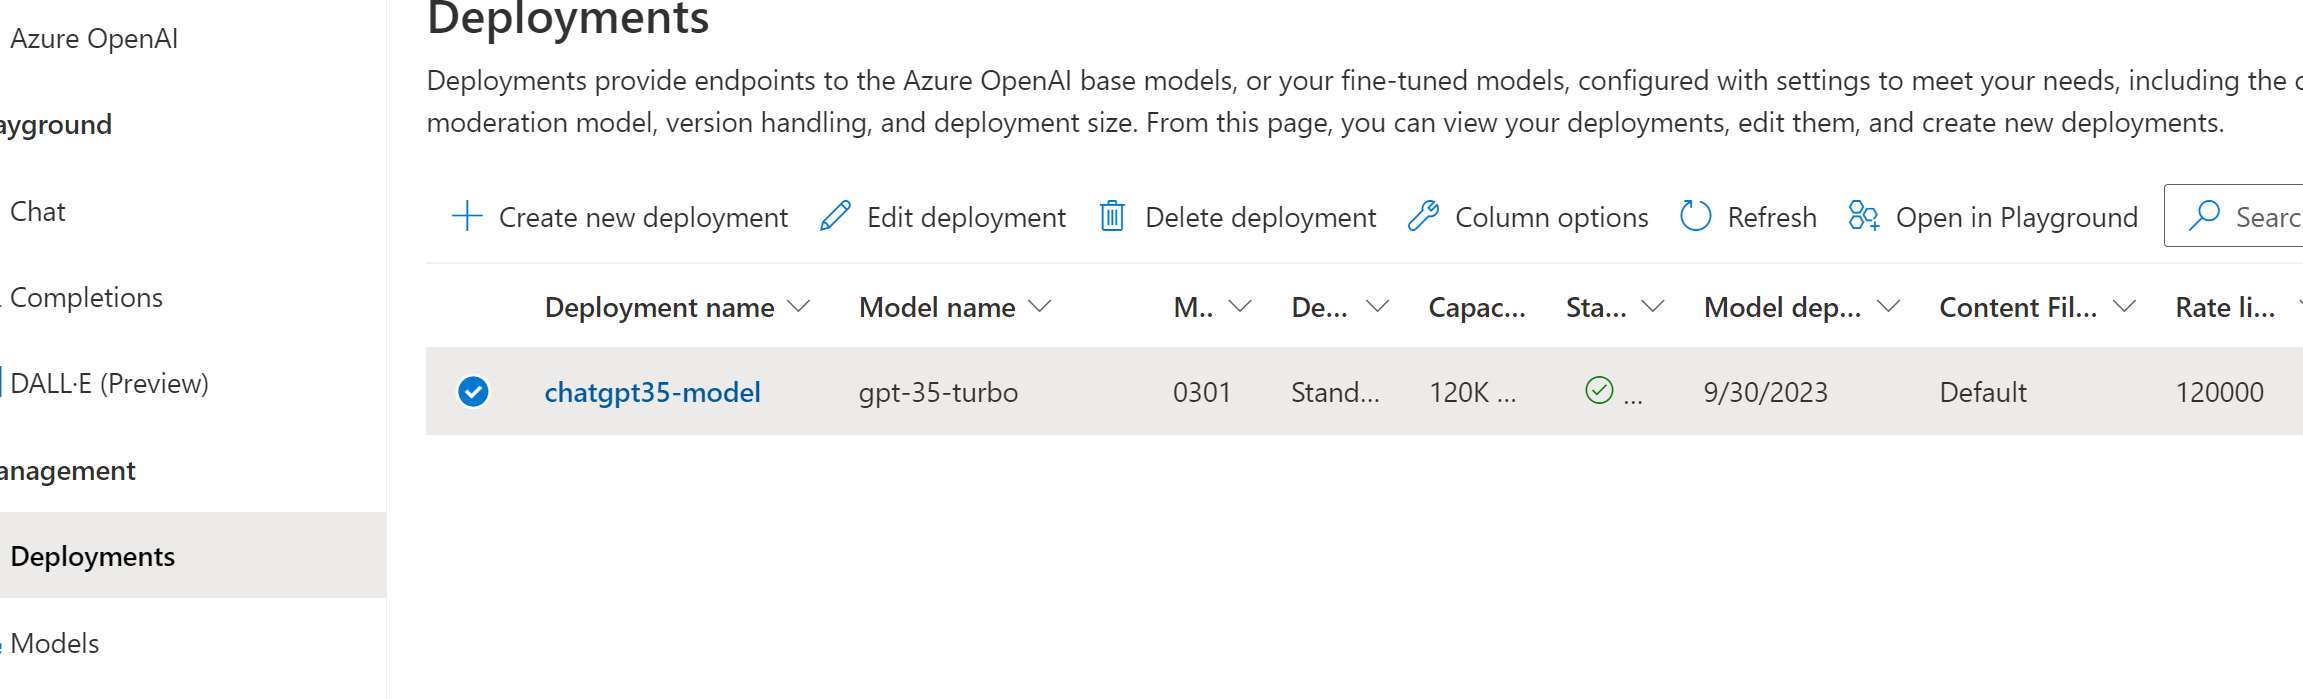 Azure OpenAI
ayground
Chat
Completions
DALL·E (Preview)
anagement
Deployments
Models
Deployments
Deployments provide endpoints to the Azure OpenAI base models, or your fine-tuned models, configured with settings to meet your needs, including the c
moderation model, version handling, and deployment size. From this page, you can view your deployments, edit them, and create new deployments.
Create new deployment Edit deployment Delete deployment Column options Refresh Open in Playground Searc
Deployment name Model name M... De... Capac... Sta... Model dep... Content Fil... Rate li...
chatgpt35-model gpt-35-turbo 0301 Stand... 120K ... ... 9/30/2023 Default 120000